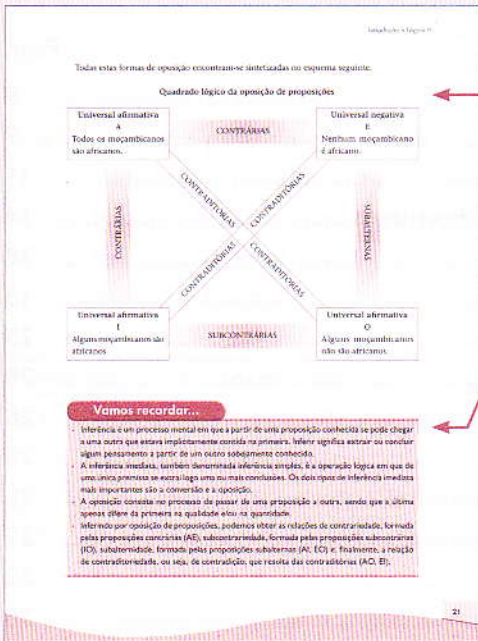 Introdução à Lógica II
Todas estas formas de oposição encontram-se sintetizadas no esquema seguinte.
Quadrado lógico da oposição de proposições
Universal afirmativa
A
Todos os moçambicanos
são africanos.
CONTRÁRIAS
Universal negativa
E
Nenhum moçambicano
é africano.
CONTRÁRIAS
CONTRADITÓRIAS
CONTRADITÓRIAS
SUBALTERNAS
CONTRADITÓRIAS
CONTRADITÓRIAS
Universal afirmativa
I
Alguns moçambicanos são
africanos
SUBCONTRÁRIAS
Universal afirmativa
O
Alguns moçambicanos
não são africanos.
Vamos recordar...
- Inferência é um processo mental em que a partir de uma proposição conhecida se pode chegar
a uma outra que estava implicitamente contida na primeira. Inferir significa extrair ou concluir
algum pensamento a partir de um outro sobejamente conhecido.
- A inferência imediata, também denominada inferência simples, é a operação lógica em que de
uma única premissa se extrai logo uma ou mais conclusões. Os dois tipos de inferência imediata
mais importantes são a conversão e a oposição.
- A oposição consiste no processo de passar de uma proposição a outra, sendo que a última
apenas difere da primeira na qualidade e/ou na quantidade.
- Inferindo por oposição de proposições, podemos obter as relações de contrariedade, formada
pelas proposições contrárias (AE), subcontrariedade, formada pelas proposições subcontrárias
(IO), subalternidade, formada pelas proposições subalternas (AI, EO) e, finalmente, a relação
de contraditoriedade, ou seja, de contradição, que resulta das contraditórias (AO, EI).
21